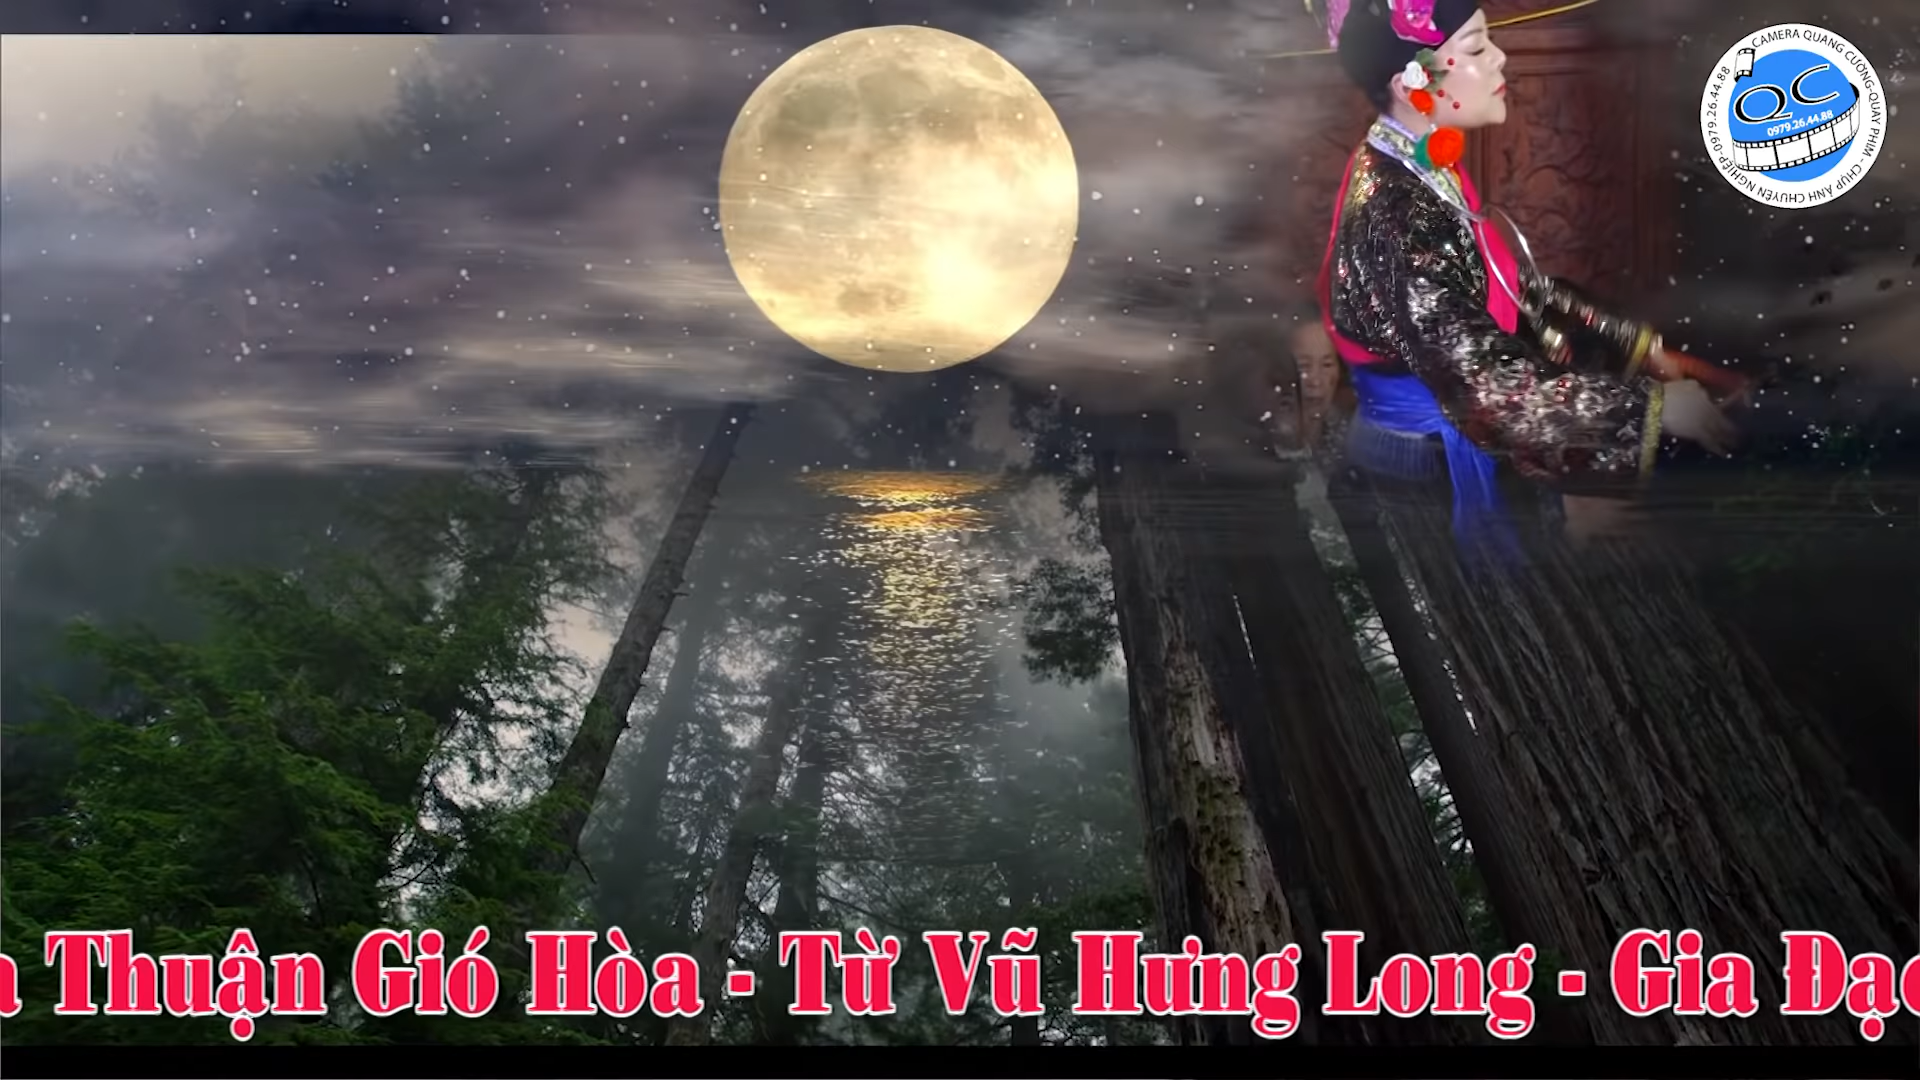 CAMERA QUANG CƯỜNG-QUAY PHIM - CHỤP ẢNH CHUYÊN NGHIỆP-0979.26.44.88
QC
0979.26.44.88
Thuận Gió Hòa - Từ Vũ Hưng Long - Gia